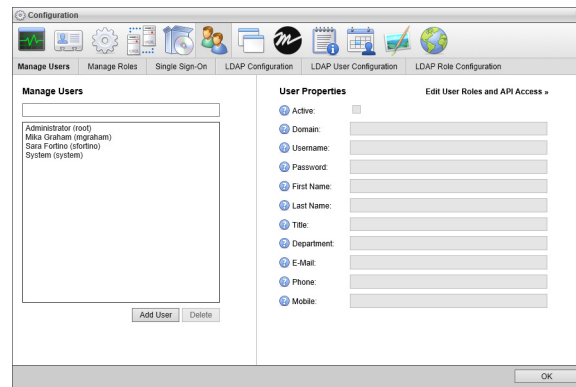 Configuration
Manage Users Manage Roles Single Sign-On LDAP Configuration LDAP User Configuration LDAP Role Configuration
Manage Users
Administrator (root)
Mika Graham (mgraham)
Sara Fortino (sfortino)
System (system)
Add User Delete
User Properties Edit User Roles and API Access »
Active:
Domain:
Username:
Password:
First Name:
Last Name:
Title:
Department:
E-Mail:
Phone:
Mobile:
OK